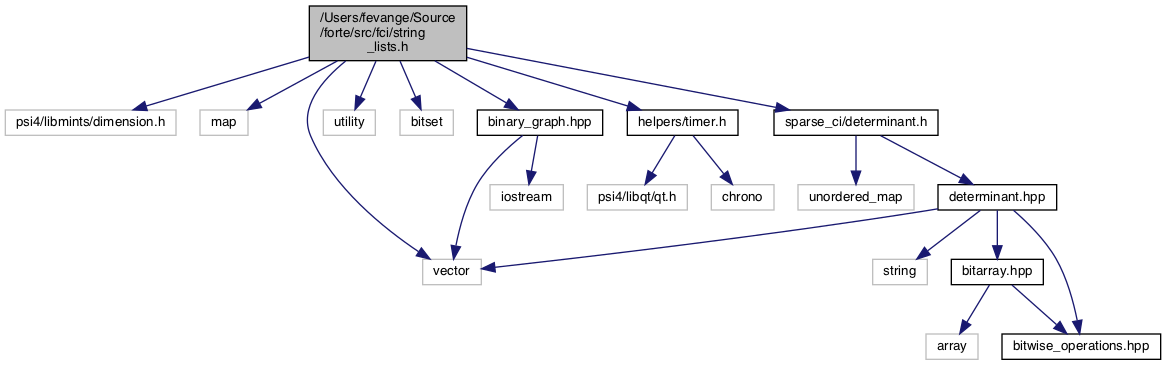 /Users/fevange/Source
/forte/src/fci/string
_lists.h
psi4/libmints/dimension.h
map
utility
bitset
binary_graph.hpp
helpers/timer.h
sparse_ci/determinant.h
iostream
psi4/libqt/qt.h
chrono
unordered_map
determinant.hpp
vector
string
bitarray.hpp
array
bitwise_operations.hpp